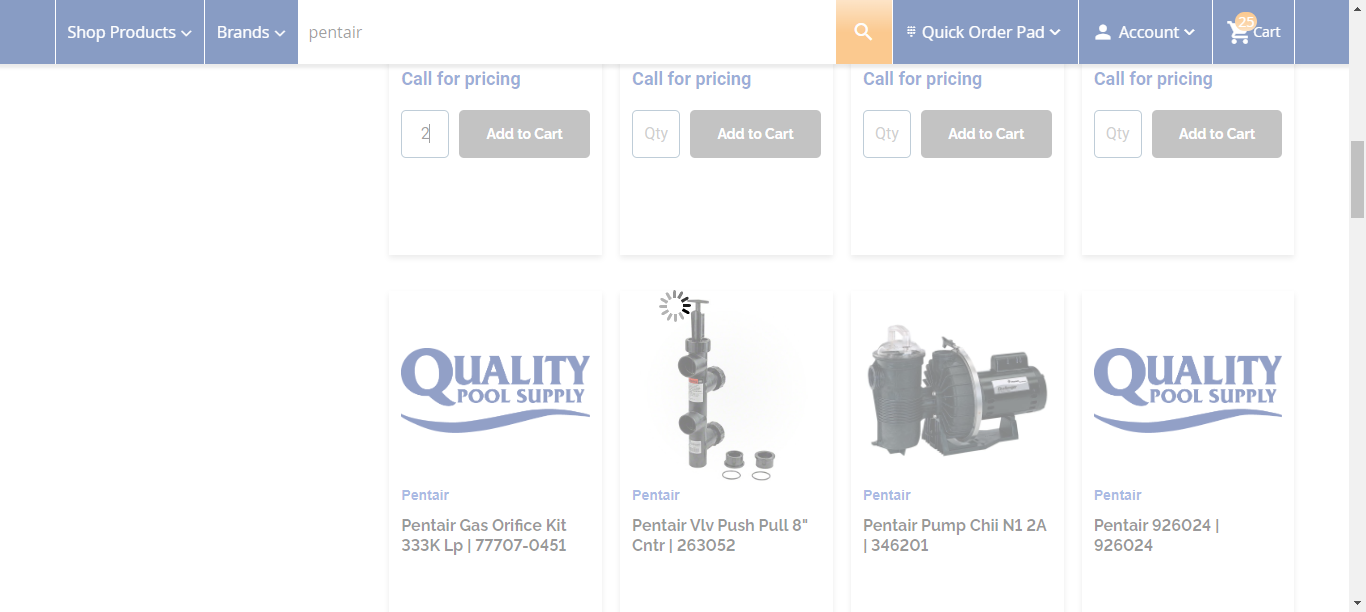 Shop Products
Brands
pentair
Quick Order Pad
Account
25
Cart
Call for pricing
Call for pricing
Call for pricing
Call for pricing
2
Add to Cart
Qty
Add to Cart
Qty
Add to Cart
Qty
Add to Cart
QUALITY
POOL SUPPLY
QUALITY
POOL SUPPLY
Pentair
Pentair Gas Orifice Kit
333K Lp | 77707-0451
Pentair
Pentair Vlv Push Pull 8"
Cntr | 263052
Pentair
Pentair Pump Chii N1 2A
| 346201
Pentair
Pentair 926024 |
926024